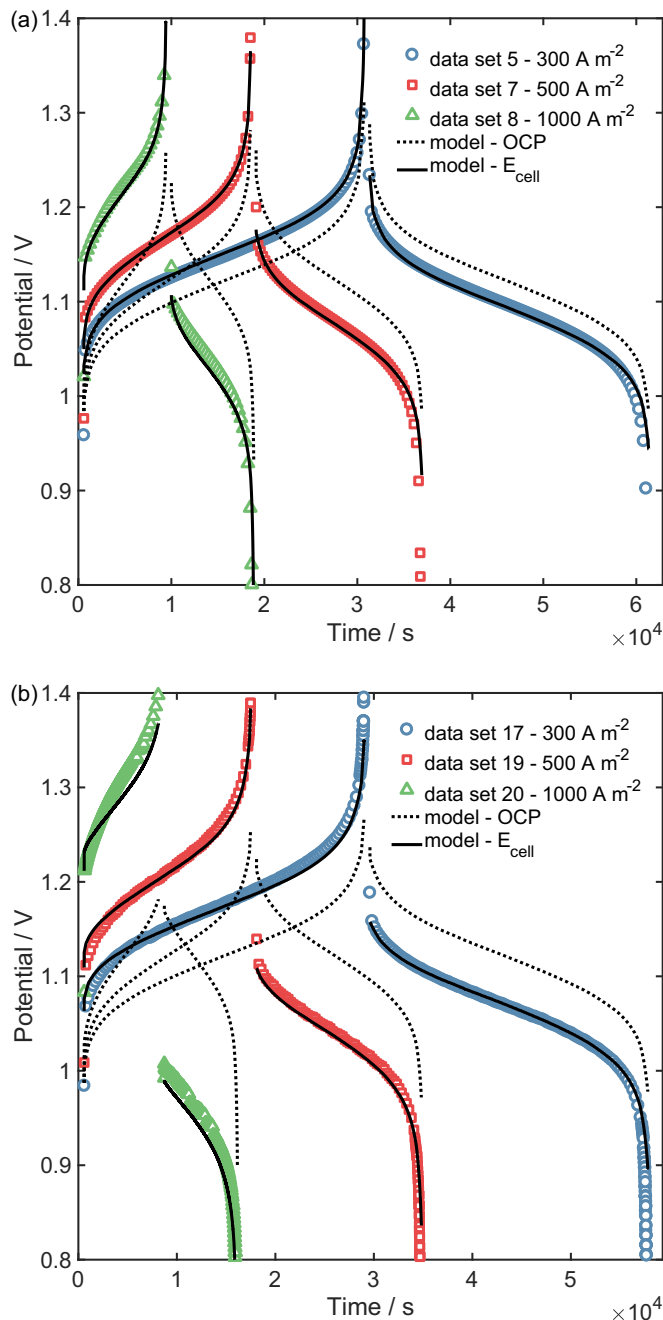 (a)
1.4
1.3
1.2
1.1
1
0.9
0.8
Potential / V
data set 5 - 300 A m-2
data set 7 - 500 A m-2
data set 8 - 1000 A m-2
model - OCP
model - Ecell
0 1 2 3 4 5 6
Time / s
×10^4
(b)
1.4
1.3
1.2
1.1
1
0.9
0.8
Potential / V
data set 17 - 300 A m-2
data set 19 - 500 A m-2
data set 20 - 1000 A m-2
model - OCP
model - Ecell
0 1 2 3 4 5
Time / s
×10^4